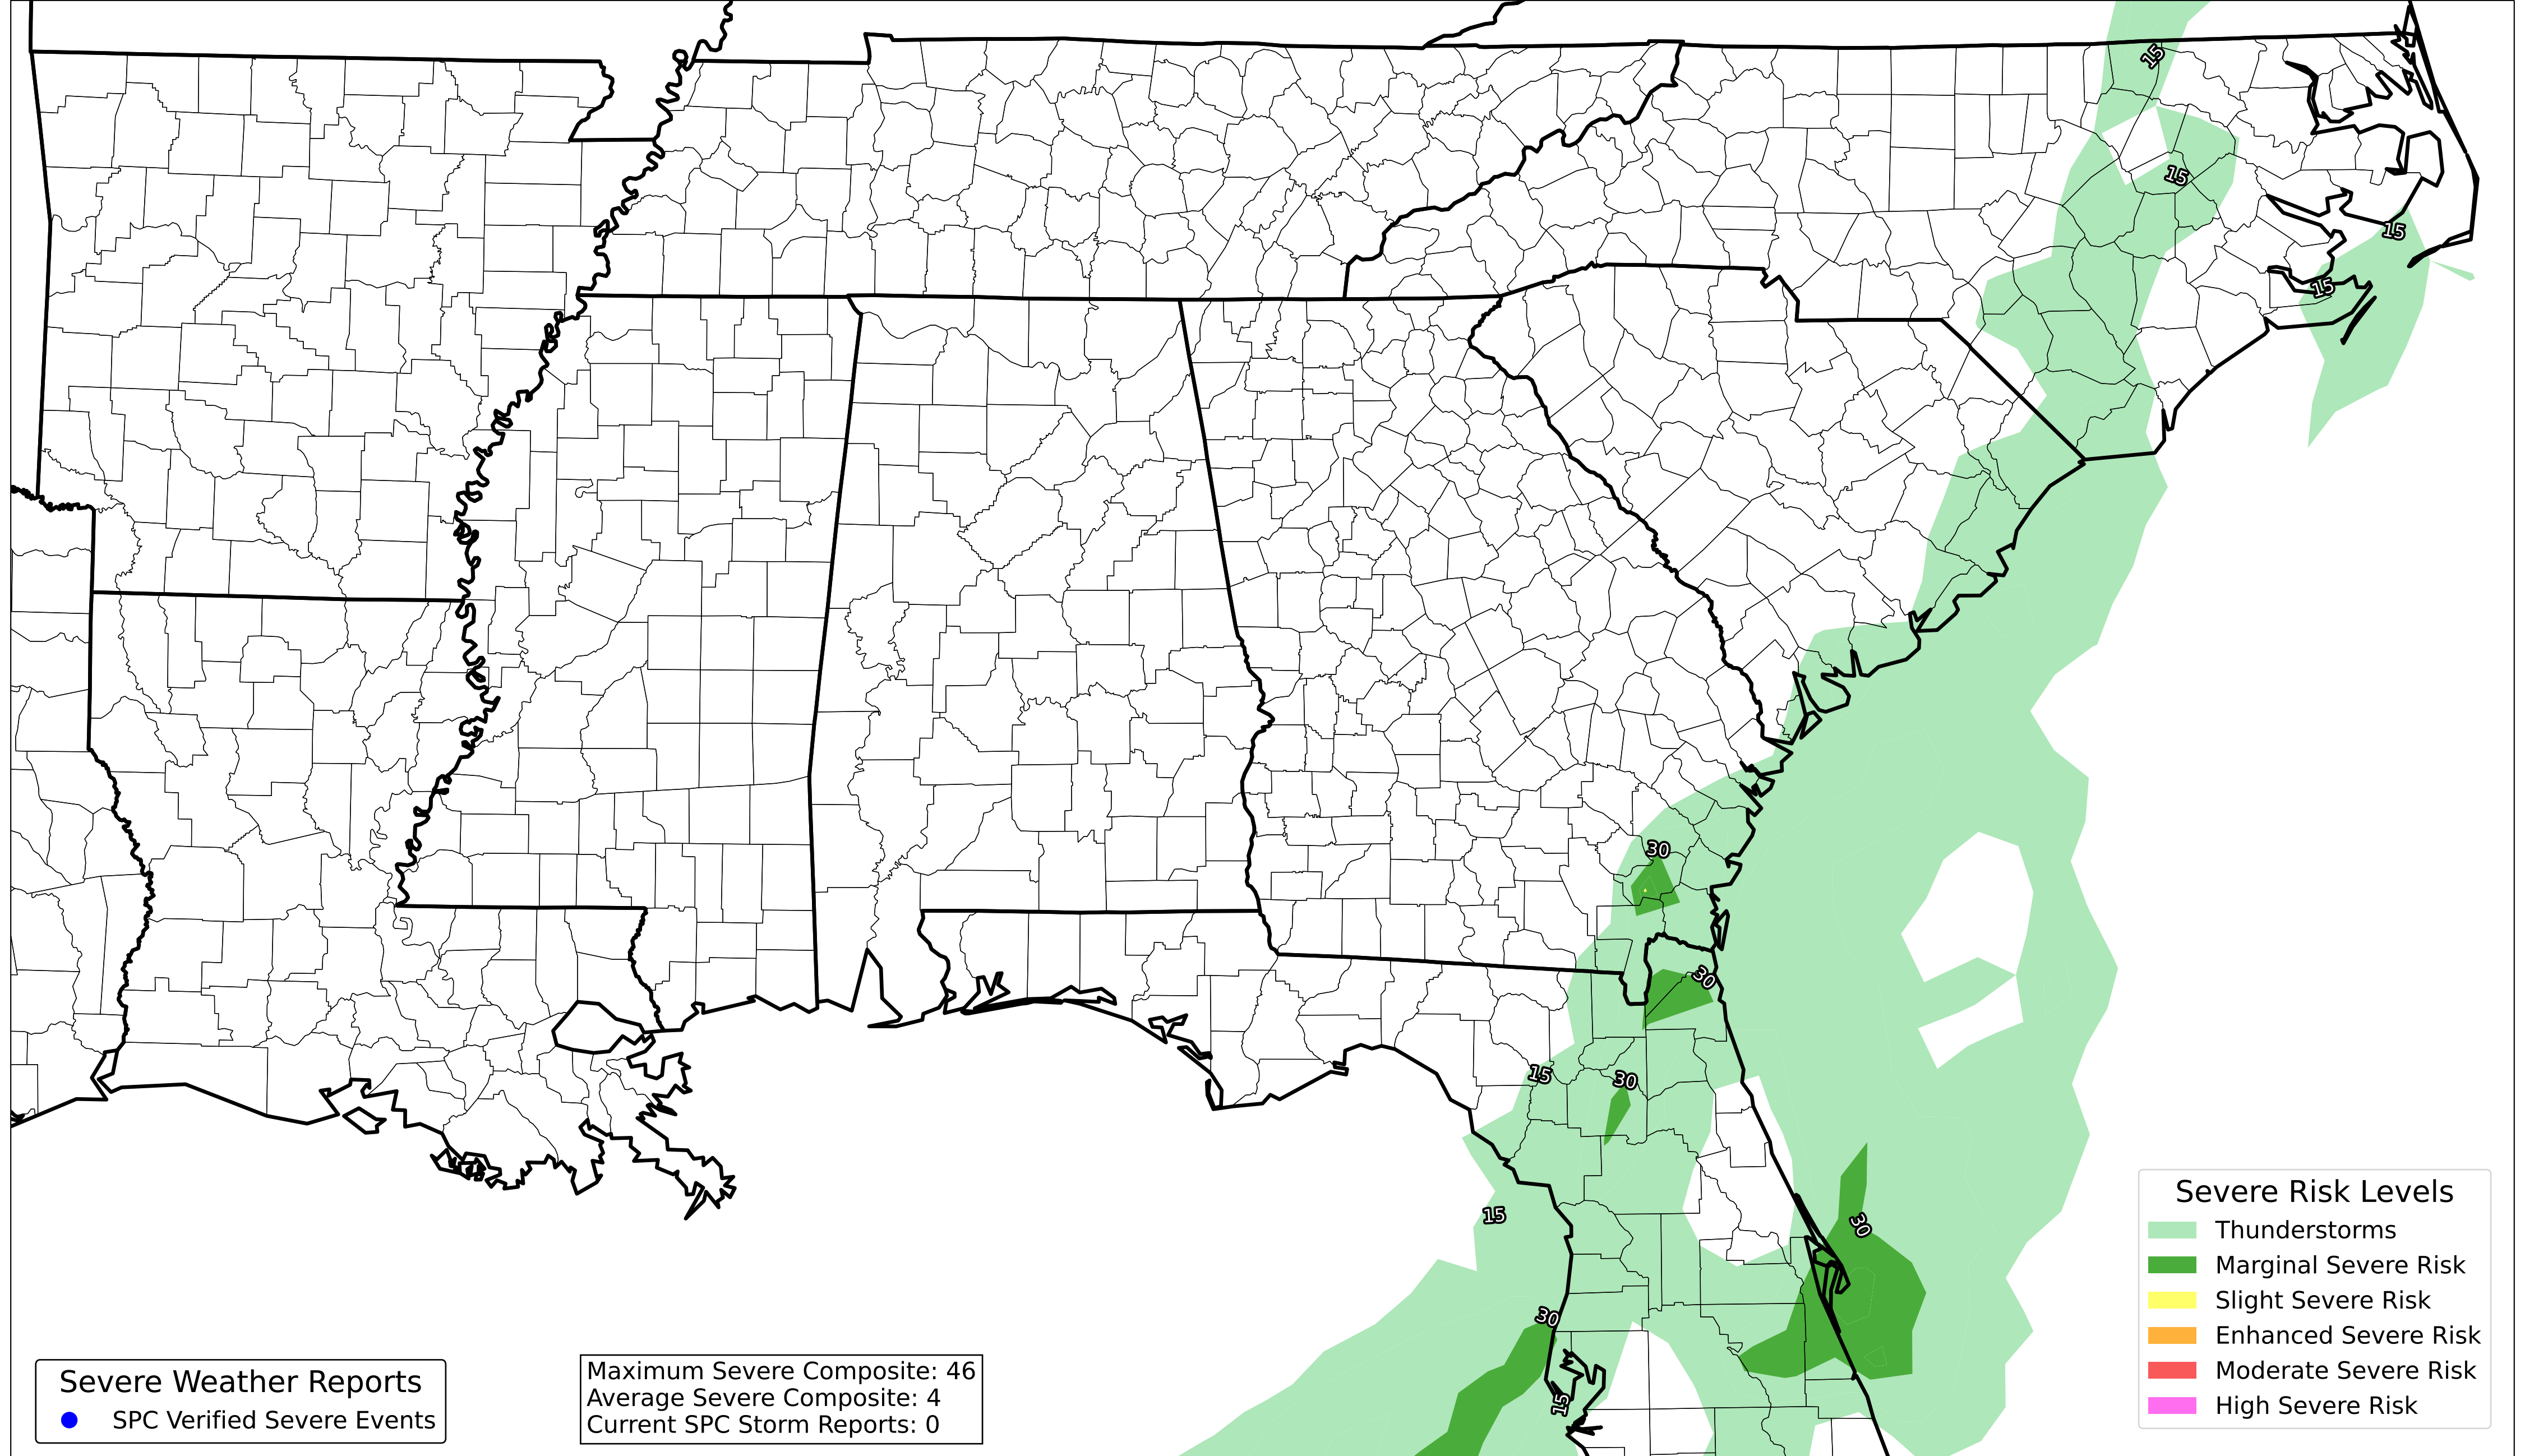 15
15
15
15
30
30
15
30
15
30
30
15
Severe Risk Levels
Thunderstorms
Marginal Severe Risk
Slight Severe Risk
Enhanced Severe Risk
Moderate Severe Risk
High Severe Risk
Severe Weather Reports
SPC Verified Severe Events
Maximum Severe Composite: 46
Average Severe Composite: 4
Current SPC Storm Reports: 0